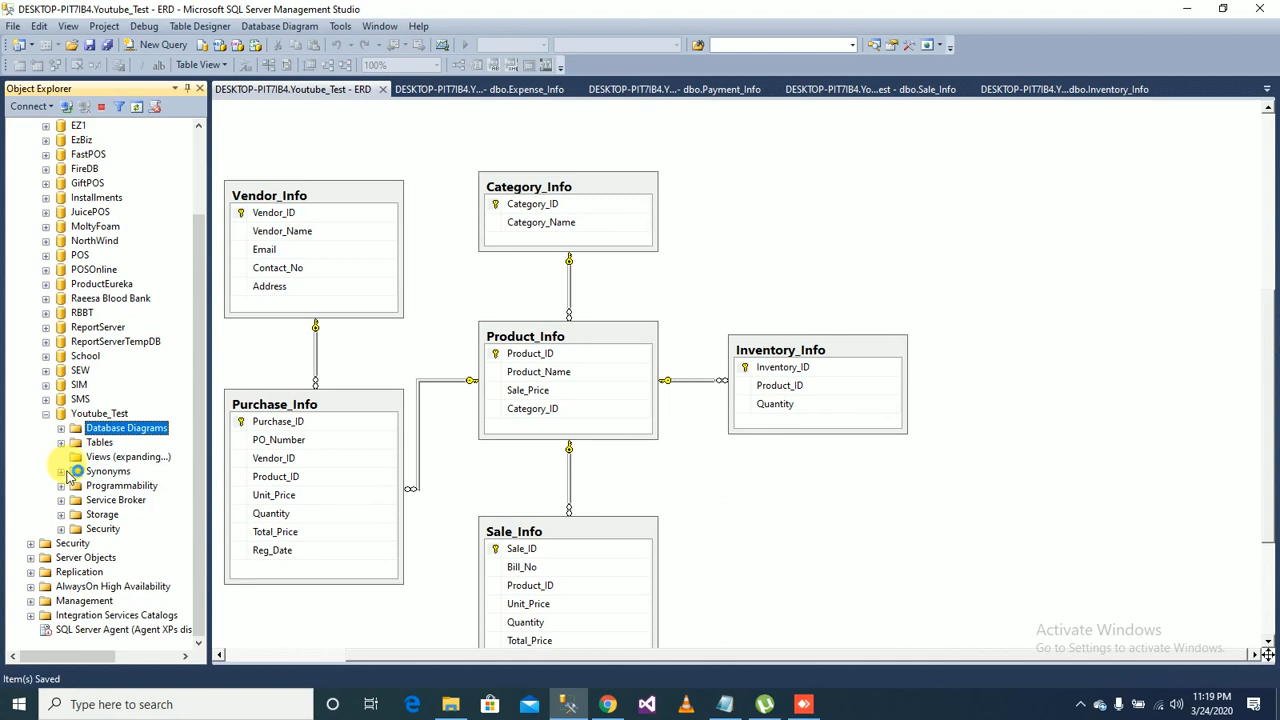 DESKTOP-PIT7IB4.Youtube_Test - ERD - Microsoft SQL Server Management Studio
File Edit View Project Debug Table Designer Database Diagram Tools Window Help
New Query
Table View 100%
Object Explorer
DESKTOP-PIT7IB4.Youtube_Test - ERD
DESKTOP-PIT7IB4.Y...- dbo.Expense_Info
DESKTOP-PIT7IB4.Y... - dbo.Payment_Info
DESKTOP-PIT7IB4.Yo...est - dbo.Sale_Info
DESKTOP-PIT7IB4.Y...dbo.Inventory_Info
Connect
EZ1
EzBiz
FastPOS
FireDB
GiftPOS
Installments
JuicePOS
MoltyFoam
NorthWind
POS
POSOnline
ProductEureka
Raeesa Blood Bank
RBBT
ReportServer
ReportServerTempDB
School
SEW
SIM
SMS
Youtube_Test
Database Diagrams
Tables
Views (expanding...)
Synonyms
Programmability
Service Broker
Storage
Security
Security
Server Objects
Replication
AlwaysOn High Availability
Management
Integration Services Catalogs
SQL Server Agent (Agent XPs dis
Vendor_Info
Vendor_ID
Vendor_Name
Email
Contact_No
Address
Category_Info
Category_ID
Category_Name
Product_Info
Product_ID
Product_Name
Sale_Price
Category_ID
Inventory_Info
Inventory_ID
Product_ID
Quantity
Purchase_Info
Purchase_ID
PO_Number
Vendor_ID
Product_ID
Unit_Price
Quantity
Total_Price
Reg_Date
Sale_Info
Sale_ID
Bill_No
Product_ID
Unit_Price
Quantity
Total_Price
Activate Windows
Go to Settings to activate Windows.
Item(s) Saved
Type here to search
11:19 PM
3/24/2020